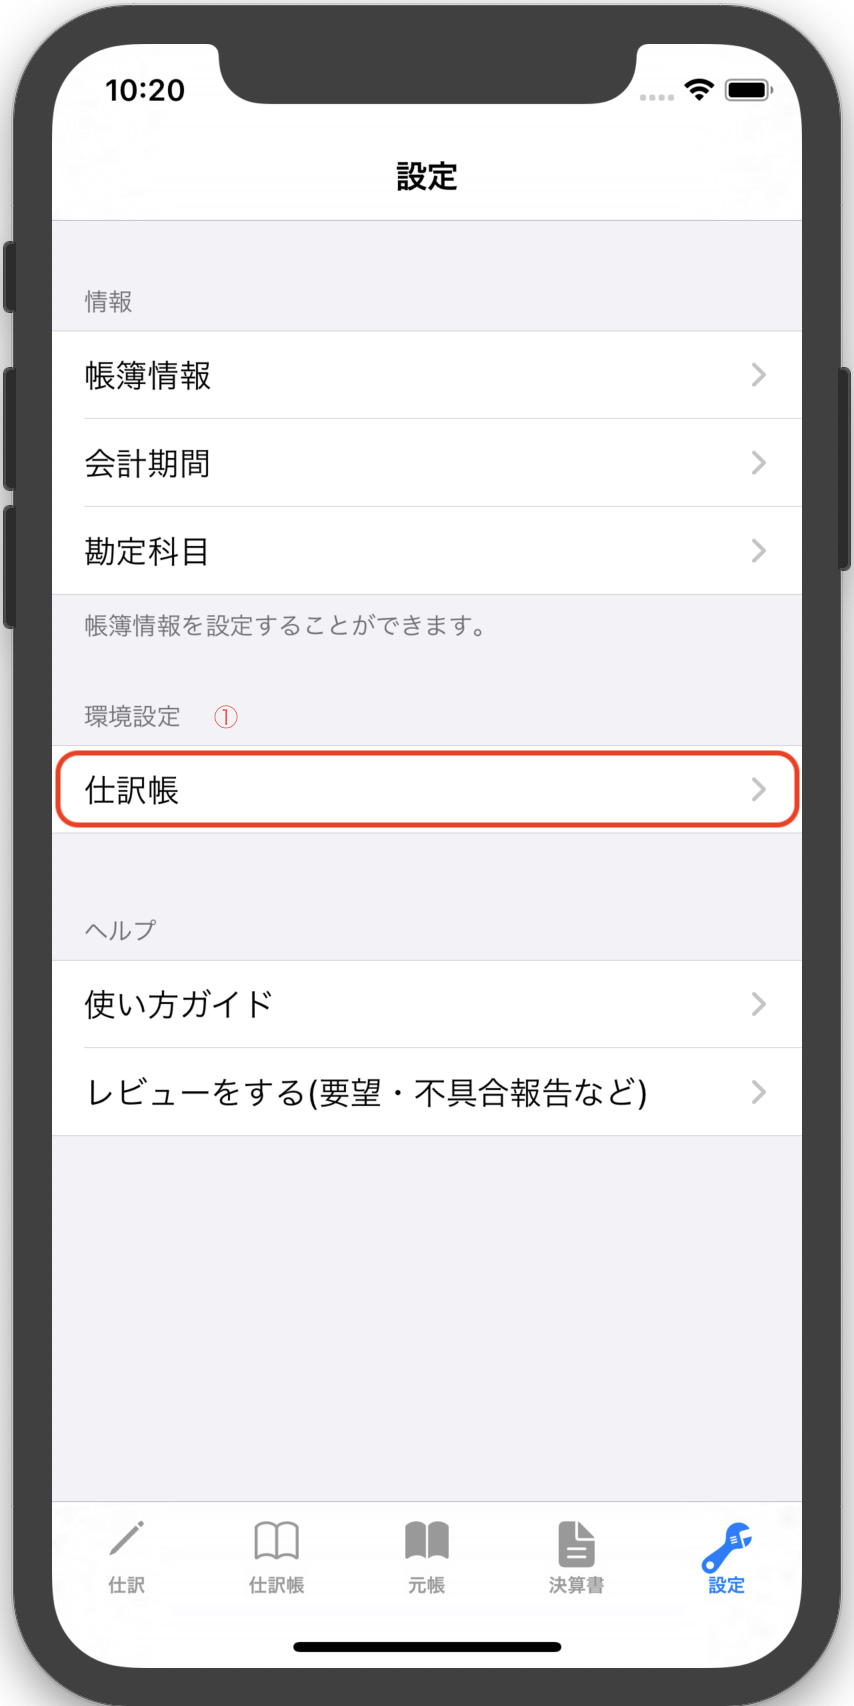 10:20
設定
情報
帳簿情報
会計期間
勘定科目
帳簿情報を設定することができます。
環境設定 ①
仕訳帳
ヘルプ
使い方ガイド
レビューをする(要望・不具合報告など)
仕訳 仕訳帳 元帳 決算書 設定